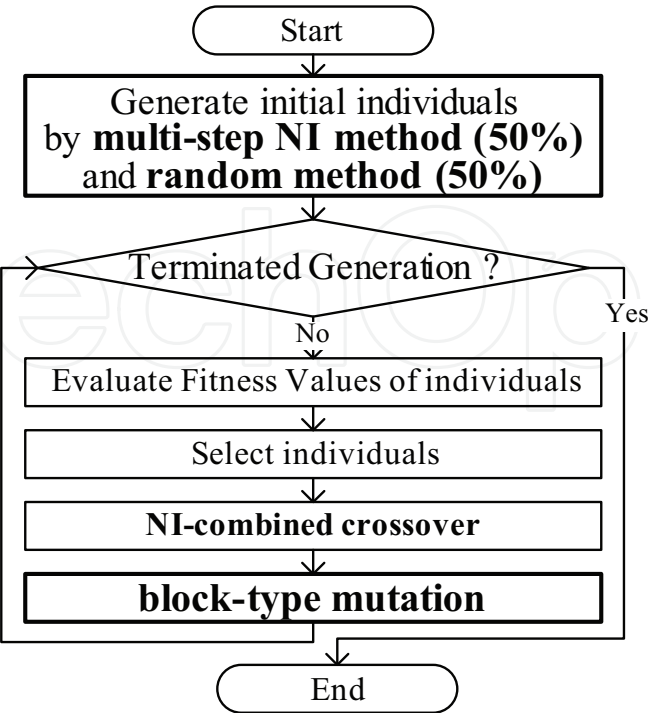 Start
Generate initial individuals
by multi-step NI method (50%)
and random method (50%)
Terminated Generation ?
Yes
No
Evaluate Fitness Values of individuals
Select individuals
NI-combined crossover
block-type mutation
End
echOp